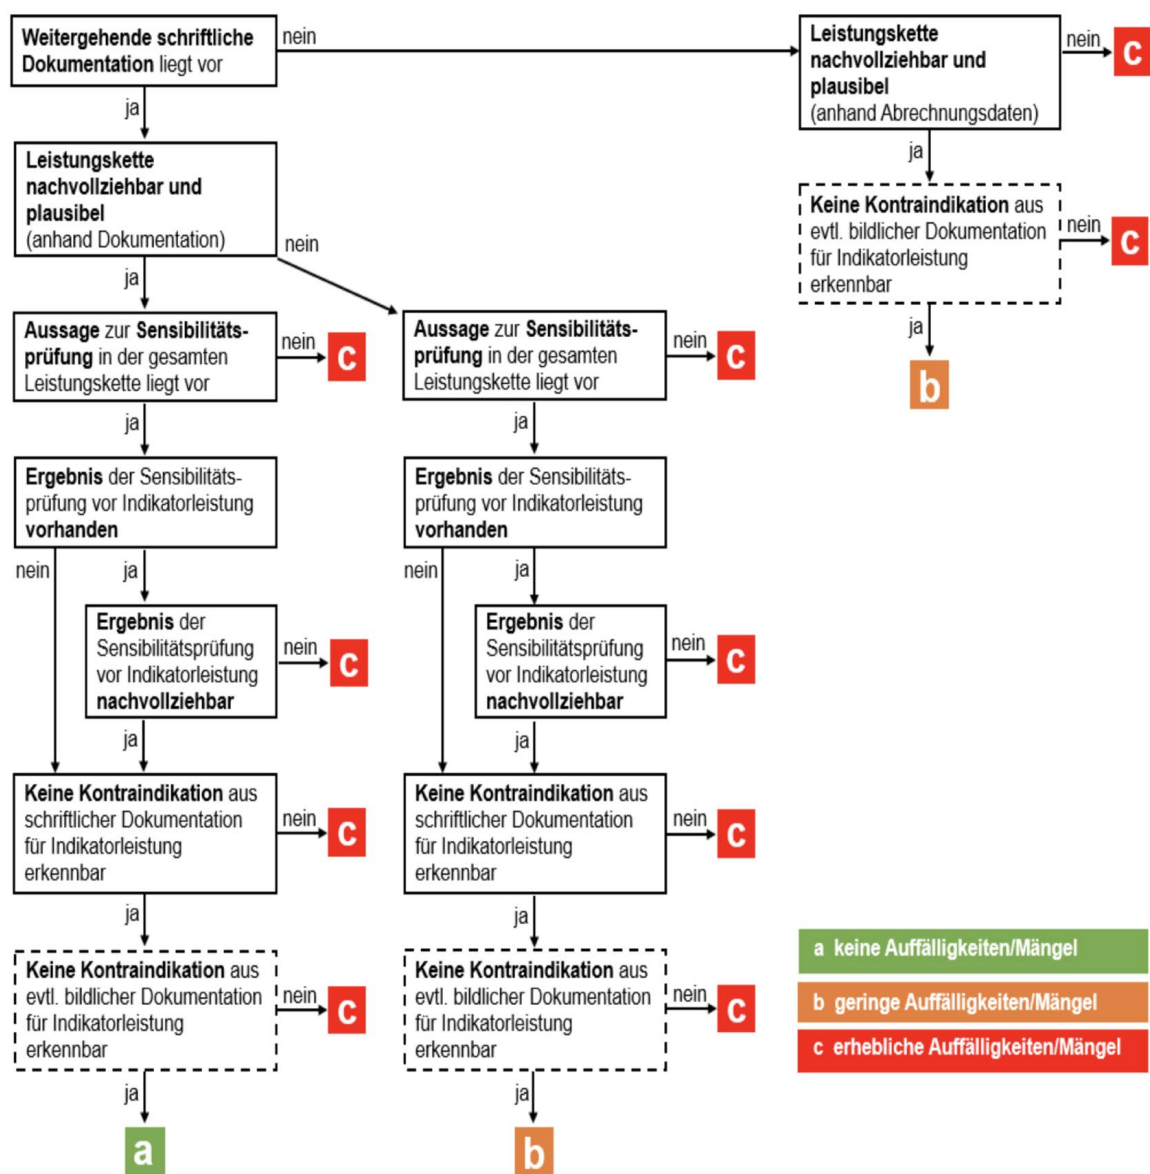 Weitergehende schriftliche
Dokumentation liegt vor
nein
ja
Leistungskette
nachvollziehbar und
plausibel
(anhand Abrechnungsdaten)
nein
c
ja
Keine Kontraindikation aus
evtl. bildlicher Dokumentation
für Indikatorleistung
erkennbar
nein
c
ja
b
Leistungskette
nachvollziehbar und
plausibel
(anhand Dokumentation)
nein
ja
Aussage zur Sensibilitäts-
prüfung in der gesamten
Leistungskette liegt vor
nein
c
ja
Ergebnis der Sensibilitäts-
prüfung vor Indikatorleistung
vorhanden
nein
ja
Ergebnis der
Sensibilitätsprüfung
vor Indikatorleistung
nachvollziehbar
nein
c
ja
Keine Kontraindikation aus
schriftlicher Dokumentation
für Indikatorleistung
erkennbar
nein
c
ja
Keine Kontraindikation aus
evtl. bildlicher Dokumentation
für Indikatorleistung
erkennbar
nein
c
ja
a
Aussage zur Sensibilitäts-
prüfung in der gesamten
Leistungskette liegt vor
nein
c
ja
Ergebnis der Sensibilitäts-
prüfung vor Indikatorleistung
vorhanden
nein
ja
Ergebnis der
Sensibilitätsprüfung
vor Indikatorleistung
nachvollziehbar
nein
c
ja
Keine Kontraindikation aus
schriftlicher Dokumentation
für Indikatorleistung
erkennbar
nein
c
ja
Keine Kontraindikation aus
evtl. bildlicher Dokumentation
für Indikatorleistung
erkennbar
nein
c
ja
b
a keine Auffälligkeiten/Mängel
b geringe Auffälligkeiten/Mängel
c erhebliche Auffälligkeiten/Mängel